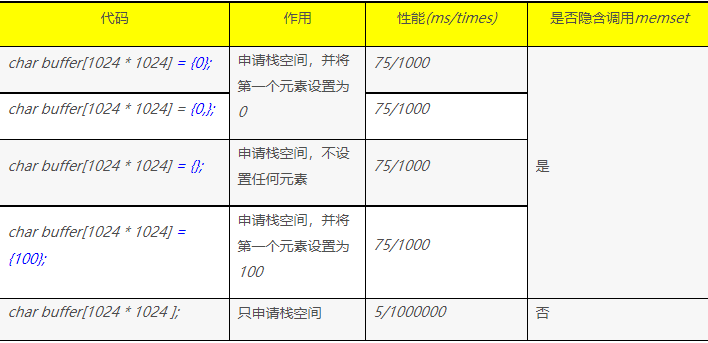 代码 作用 性能(ms/times) 是否隐含调用memset
char buffer[1024 * 1024] = {0};
申请栈空间，并将
第一个元素设置为
0
75/1000
char buffer[1024 * 1024] = {0,};
75/1000
char buffer[1024 * 1024] = {};
申请栈空间，不设
置任何元素
75/1000
是
char buffer[1024 * 1024] =
{100};
申请栈空间，并将
第一个元素设置为
100
75/1000
char buffer[1024 * 1024 ];
只申请栈空间
5/1000000
否